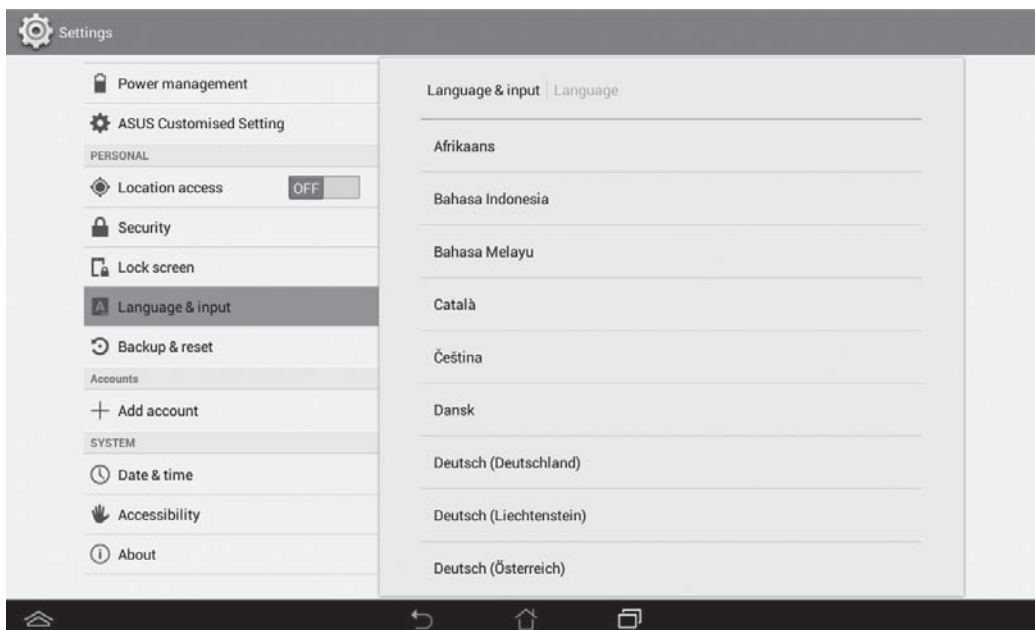 Settings
Power management
ASUS Customised Setting
PERSONAL
Location access OFF
Security
Lock screen
Language & input
Backup & reset
Accounts
Add account
SYSTEM
Date & time
Accessibility
About
Language & input Language
Afrikaans
Bahasa Indonesia
Bahasa Melayu
Català
Čeština
Dansk
Deutsch (Deutschland)
Deutsch (Liechtenstein)
Deutsch (Österreich)